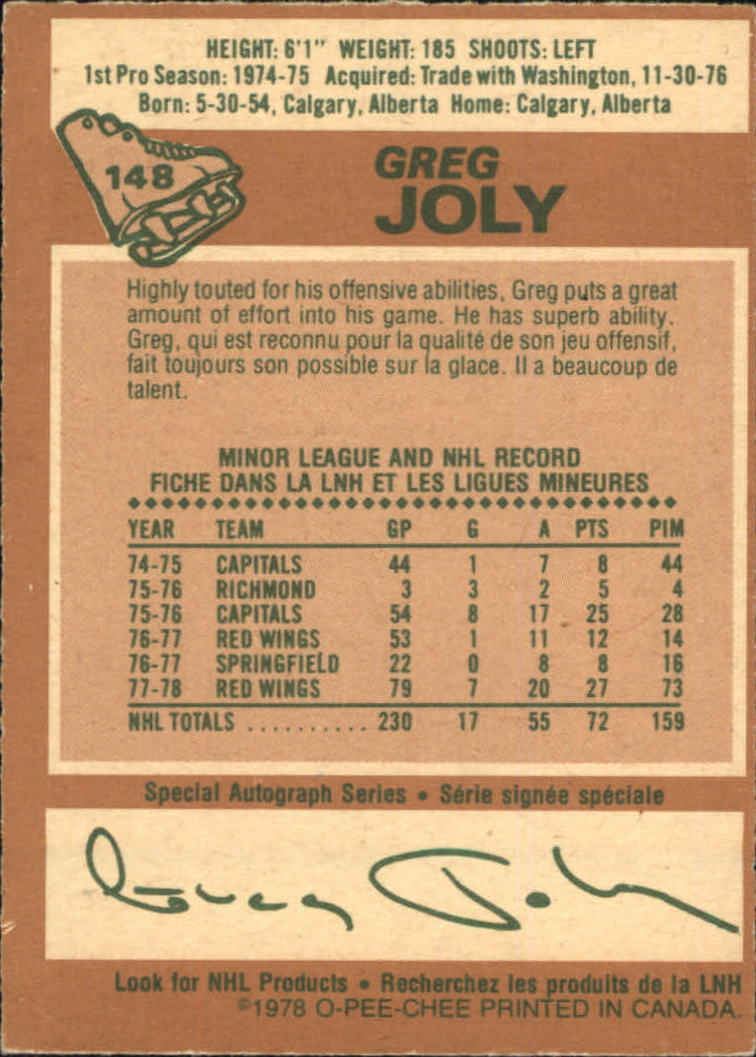 HEIGHT: 6'1" WEIGHT: 185 SHOOTS: LEFT
1st Pro Season: 1974-75 Acquired: Trade with Washington, 11-30-76
Born: 5-30-54, Calgary, Alberta Home: Calgary, Alberta
148
GREG
JOLY
Highly touted for his offensive abilities, Greg puts a great
amount of effort into his game. He has superb ability.
Greg, qui est reconnu pour la qualité de son jeu offensif,
fait toujours son possible sur la glace. Il a beaucoup de
talent.
MINOR LEAGUE AND NHL RECORD
FICHE DANS LA LNH ET LES LIGUES MINEURES
YEAR TEAM GP G A PTS PIM
74-75 CAPITALS 44 1 7 8 44
75-76 RICHMOND 3 3 2 5 4
75-76 CAPITALS 54 8 17 25 28
76-77 RED WINGS 53 1 11 12 14
76-77 SPRINGFIELD 22 0 8 8 16
77-78 RED WINGS 79 7 20 27 73
NHL TOTALS .......... 230 17 55 72 159
Special Autograph Series • Série signée spéciale
Greg Joly
Look for NHL Products • Recherchez les produits de la LNH
©1978 O-PEE-CHEE PRINTED IN CANADA.